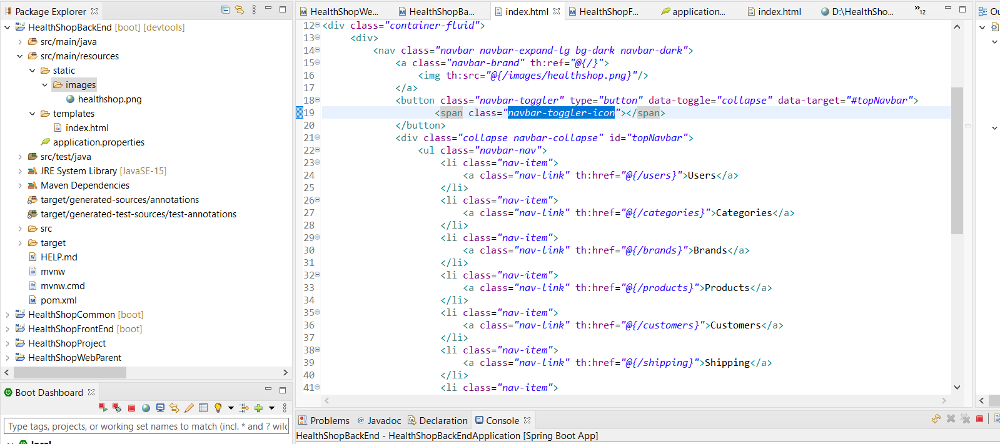 Package Explorer
HealthShopBackEnd [boot] [devtools]
src/main/java
src/main/resources
static
images
healthshop.png
templates
index.html
application.properties
src/test/java
JRE System Library [JavaSE-15]
Maven Dependencies
target/generated-sources/annotations
target/generated-test-sources/test-annotations
src
target
HELP.md
mvnw
mvnw.cmd
pom.xml
HealthShopCommon [boot]
HealthShopFrontEnd [boot]
HealthShopProject
HealthShopWebParent
Boot Dashboard
Type tags, projects, or working set names to match (incl. * and ? wilc
local
HealthShopWe... HealthShopBa... index.html HealthShopF... application... index.html D:\HealthSho... »12
12 <div class="container-fluid">
13 <div>
14 <nav class="navbar navbar-expand-lg bg-dark navbar-dark">
15 <a class="navbar-brand" th:ref="@{/}">
16 <img th:src="@{/images/healthshop.png}"/>
17 </a>
18 <button class="navbar-toggler" type="button" data-toggle="collapse" data-target="#topNavbar">
19 <span class="navbar-toggler-icon"></span>
20 </button>
21 <div class="collapse navbar-collapse" id="topNavbar">
22 <ul class="navbar-nav">
23 <li class="nav-item">
24 <a class="nav-link" th:href="@{/users}">Users</a>
25 </li>
26 <li class="nav-item">
27 <a class="nav-link" th:href="@{/categories}">Categories</a>
28 </li>
29 <li class="nav-item">
30 <a class="nav-link" th:href="@{/brands}">Brands</a>
31 </li>
32 <li class="nav-item">
33 <a class="nav-link" th:href="@{/products}">Products</a>
34 </li>
35 <li class="nav-item">
36 <a class="nav-link" th:href="@{/customers}">Customers</a>
37 </li>
38 <li class="nav-item">
39 <a class="nav-link" th:href="@{/shipping}">Shipping</a>
40 </li>
41 <li class="nav-item">
Problems @ Javadoc Declaration Console
HealthShopBackEnd - HealthShopBackEndApplication [Spring Boot App]
Ou